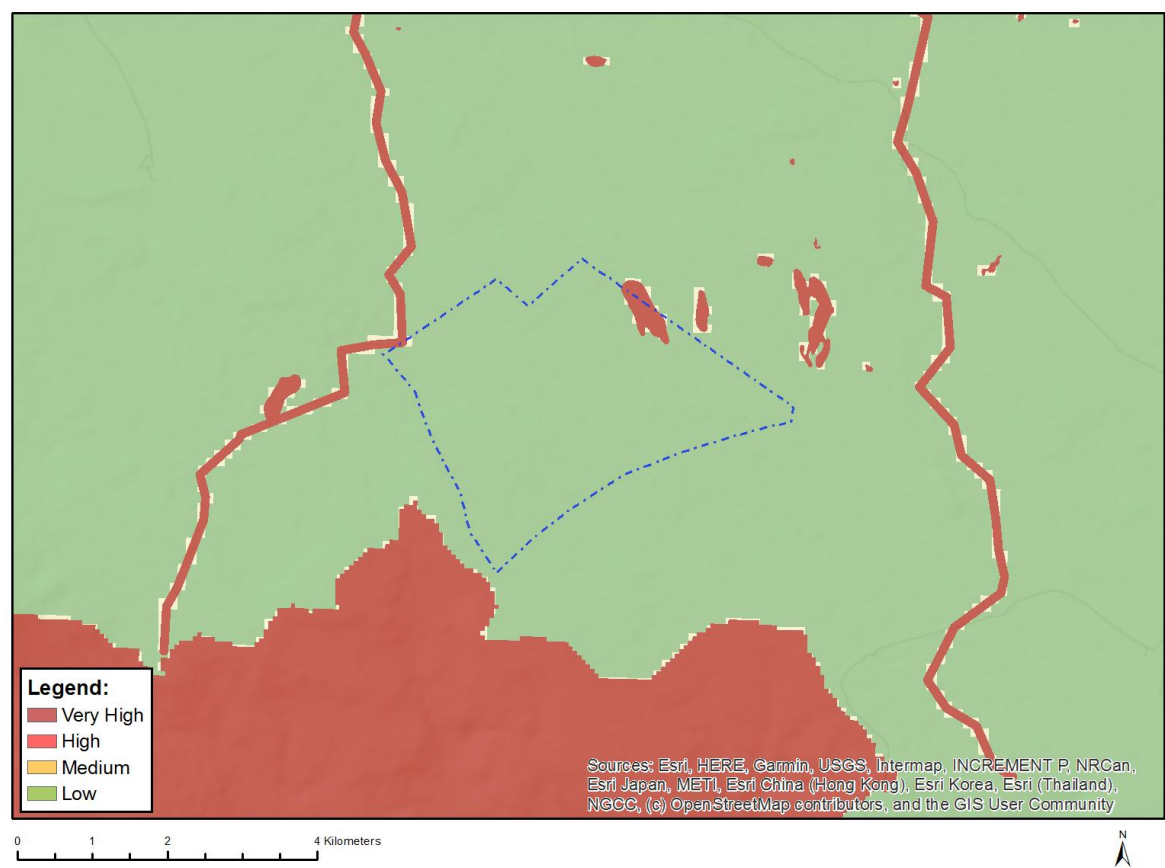 Legend:
Very High
High
Medium
Low
Sources: Esri, HERE, Garmin, USGS, Intermap, INCREMENT P, NRCan,
Esri Japan, METI, Esri China (Hong Kong), Esri Korea, Esri (Thailand),
NGCC, (c) OpenStreetMap contributors, and the GIS User Community
0 1 2 4 Kilometers
N